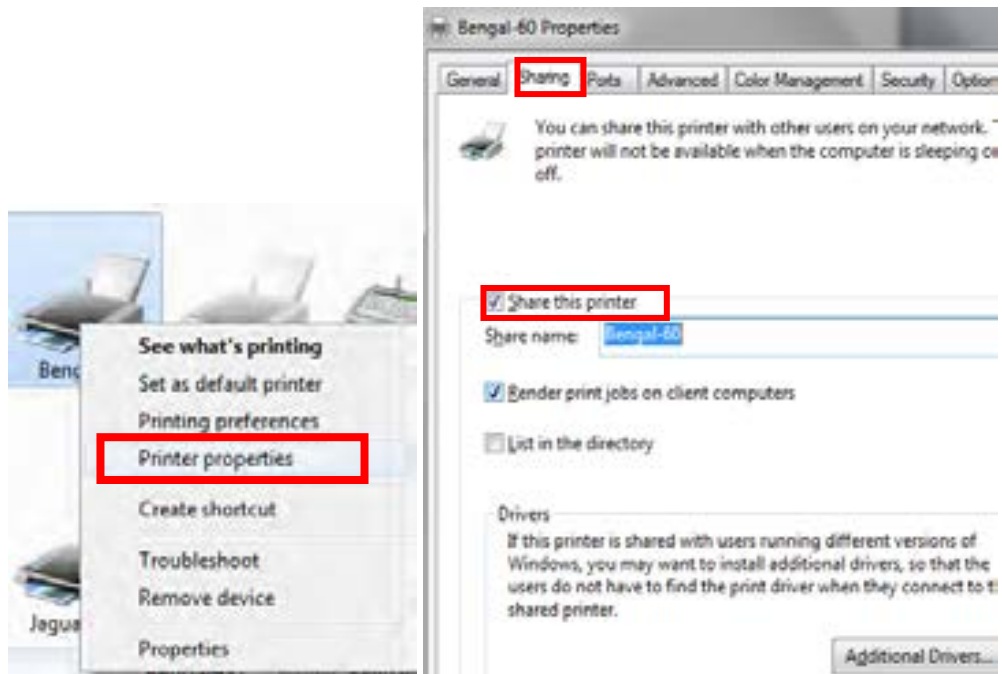 Beng
See what's printing
Set as default printer
Printing preferences
Printer properties
Create shortcut
Troubleshoot
Remove device
Jagua
Properties
Bengal-60 Properties
General Sharing Ports Advanced Color Management Security Option
You can share this printer with other users on your network.
printer will not be available when the computer is sleeping or
off.
Share this printer
Share name: Bengal-60
Render print jobs on client computers
List in the directory
Drivers
If this printer is shared with users running different versions of
Windows, you may want to install additional drivers, so that the
users do not have to find the print driver when they connect to t
shared printer.
Additional Drivers...